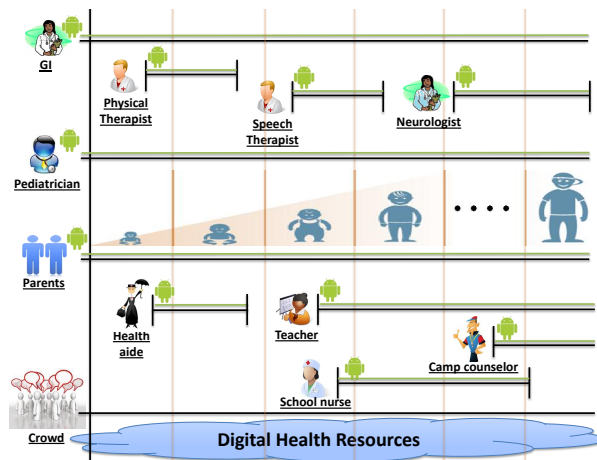 GI
Physical
Therapist
Speech
Therapist
Neurologist
Pediatrician
Parents
Health
aide
Teacher
Camp counselor
School nurse
Crowd
Digital Health Resources